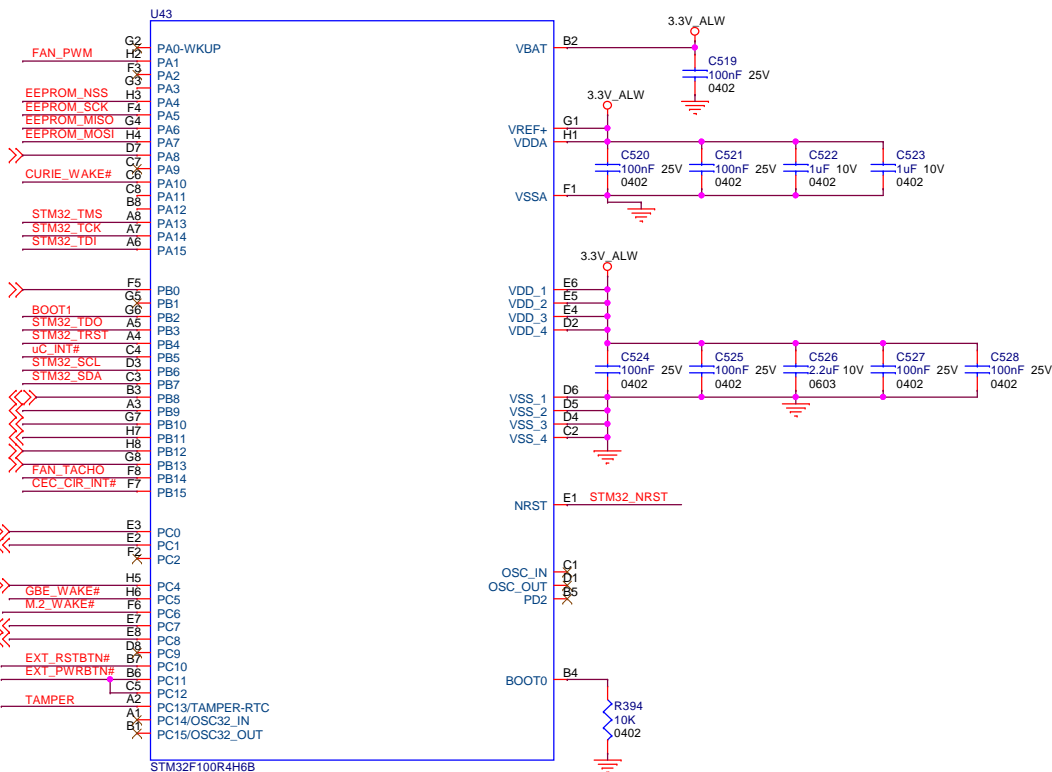 U43
G2 PA0-WKUP
FAN_PWM H2 PA1
F3 PA2
G3 PA3
EEPROM_NSS H3 PA4
EEPROM_SCK F4 PA5
EEPROM_MISO G4 PA6
EEPROM_MOSI H4 PA7
D7 PA8
C7 PA9
CURIE_WAKE# C6 PA10
C8 PA11
B8 PA12
STM32_TMS A8 PA13
STM32_TCK A7 PA14
STM32_TDI A6 PA15
F5 PB0
G5 PB1
BOOT1 G6 PB2
STM32_TDO A5 PB3
STM32_TRST A4 PB4
uC_INT# C4 PB5
STM32_SCL D3 PB6
STM32_SDA C3 PB7
B3 PB8
A3 PB9
G7 PB10
H7 PB11
H8 PB12
G8 PB13
FAN_TACHO F8 PB14
CEC_CIR_INT# F7 PB15
E3 PC0
E2 PC1
F2 PC2
H5 PC4
GBE_WAKE# H6 PC5
M.2_WAKE# F6 PC6
E7 PC7
E8 PC8
D8 PC9
EXT_RSTBTN# B7 PC10
EXT_PWRBTN# B6 PC11
C5 PC12
TAMPER A2 PC13/TAMPER-RTC
A1 PC14/OSC32_IN
B1 PC15/OSC32_OUT
STM32F100R4H6B
3.3V_ALW
VBAT B2
C519
100nF 25V
0402
3.3V_ALW
VREF+ G1
VDDA H1
C520
100nF 25V
0402
C521
100nF 25V
0402
C522
1uF 10V
0402
C523
1uF 10V
0402
VSSA F1
3.3V_ALW
VDD_1 E6
VDD_2 E5
VDD_3 E4
VDD_4 D2
C524
100nF 25V
0402
C525
100nF 25V
0402
C526
2.2uF 10V
0603
C527
100nF 25V
0402
C528
100nF 25V
0402
VSS_1 D6
VSS_2 D5
VSS_3 D4
VSS_4 C2
NRST E1 STM32_NRST
OSC_IN C1
OSC_OUT D1
PD2 B5
BOOT0 B4
R394
10K
0402